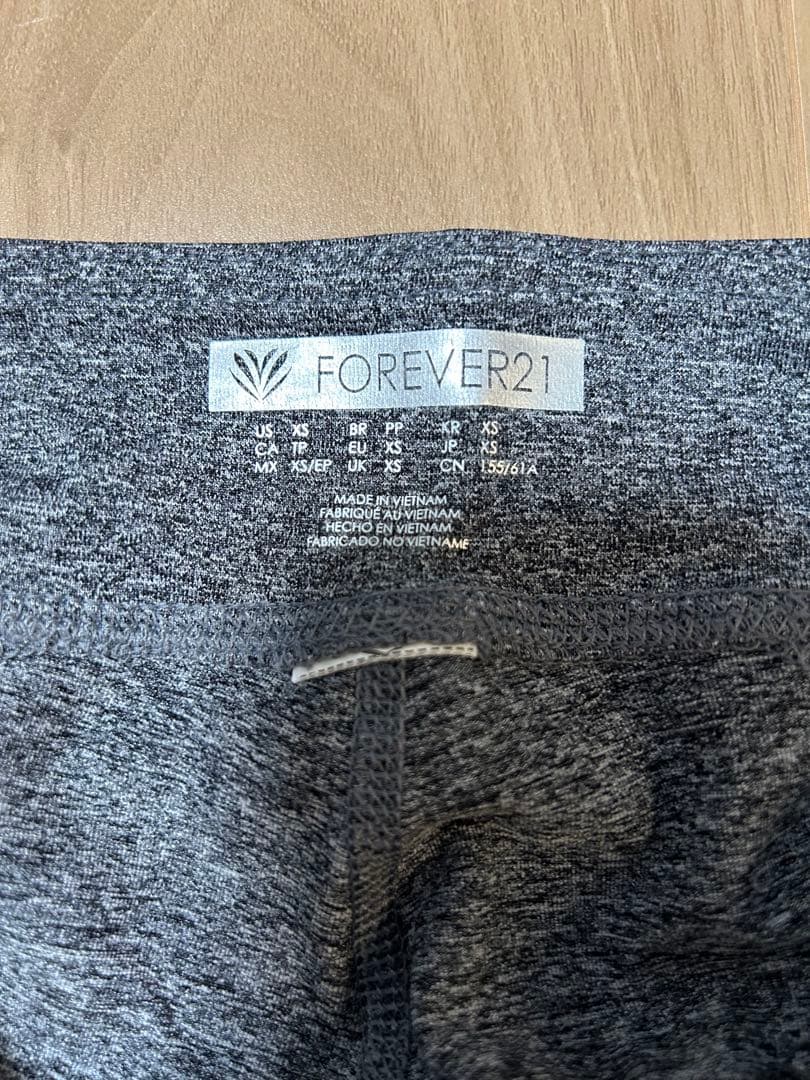 FOREVER21
US XS BR PP KR XS
CA TP EU XS JP XS
MX XS/EP UK XS CN 155/61A
MADE IN VIETNAM
FABRIQUÉ AU VIETNAM
HECHO EN VIETNAM
FABRICADO NO VIETNAME